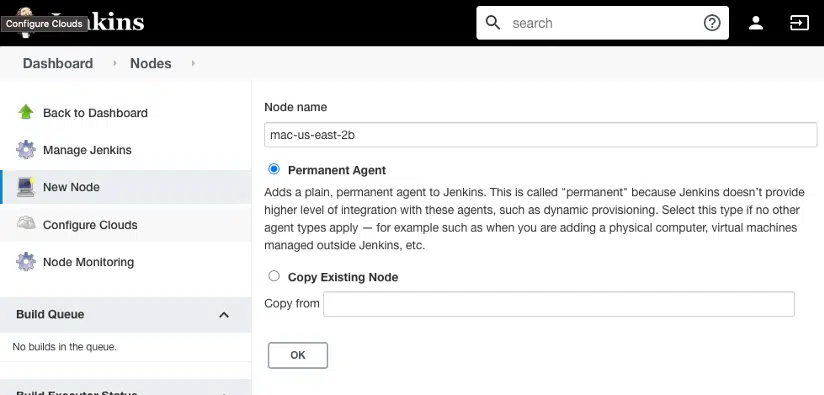 Configure Clouds
search
Dashboard
Nodes
Back to Dashboard
Manage Jenkins
New Node
Configure Clouds
Node Monitoring
Build Queue
No builds in the queue.
Build Executor Status
Node name
mac-us-east-2b
Permanent Agent
Adds a plain, permanent agent to Jenkins. This is called "permanent" because Jenkins doesn't provide
higher level of integration with these agents, such as dynamic provisioning. Select this type if no other
agent types apply — for example such as when you are adding a physical computer, virtual machines
managed outside Jenkins, etc.
Copy Existing Node
Copy from
OK